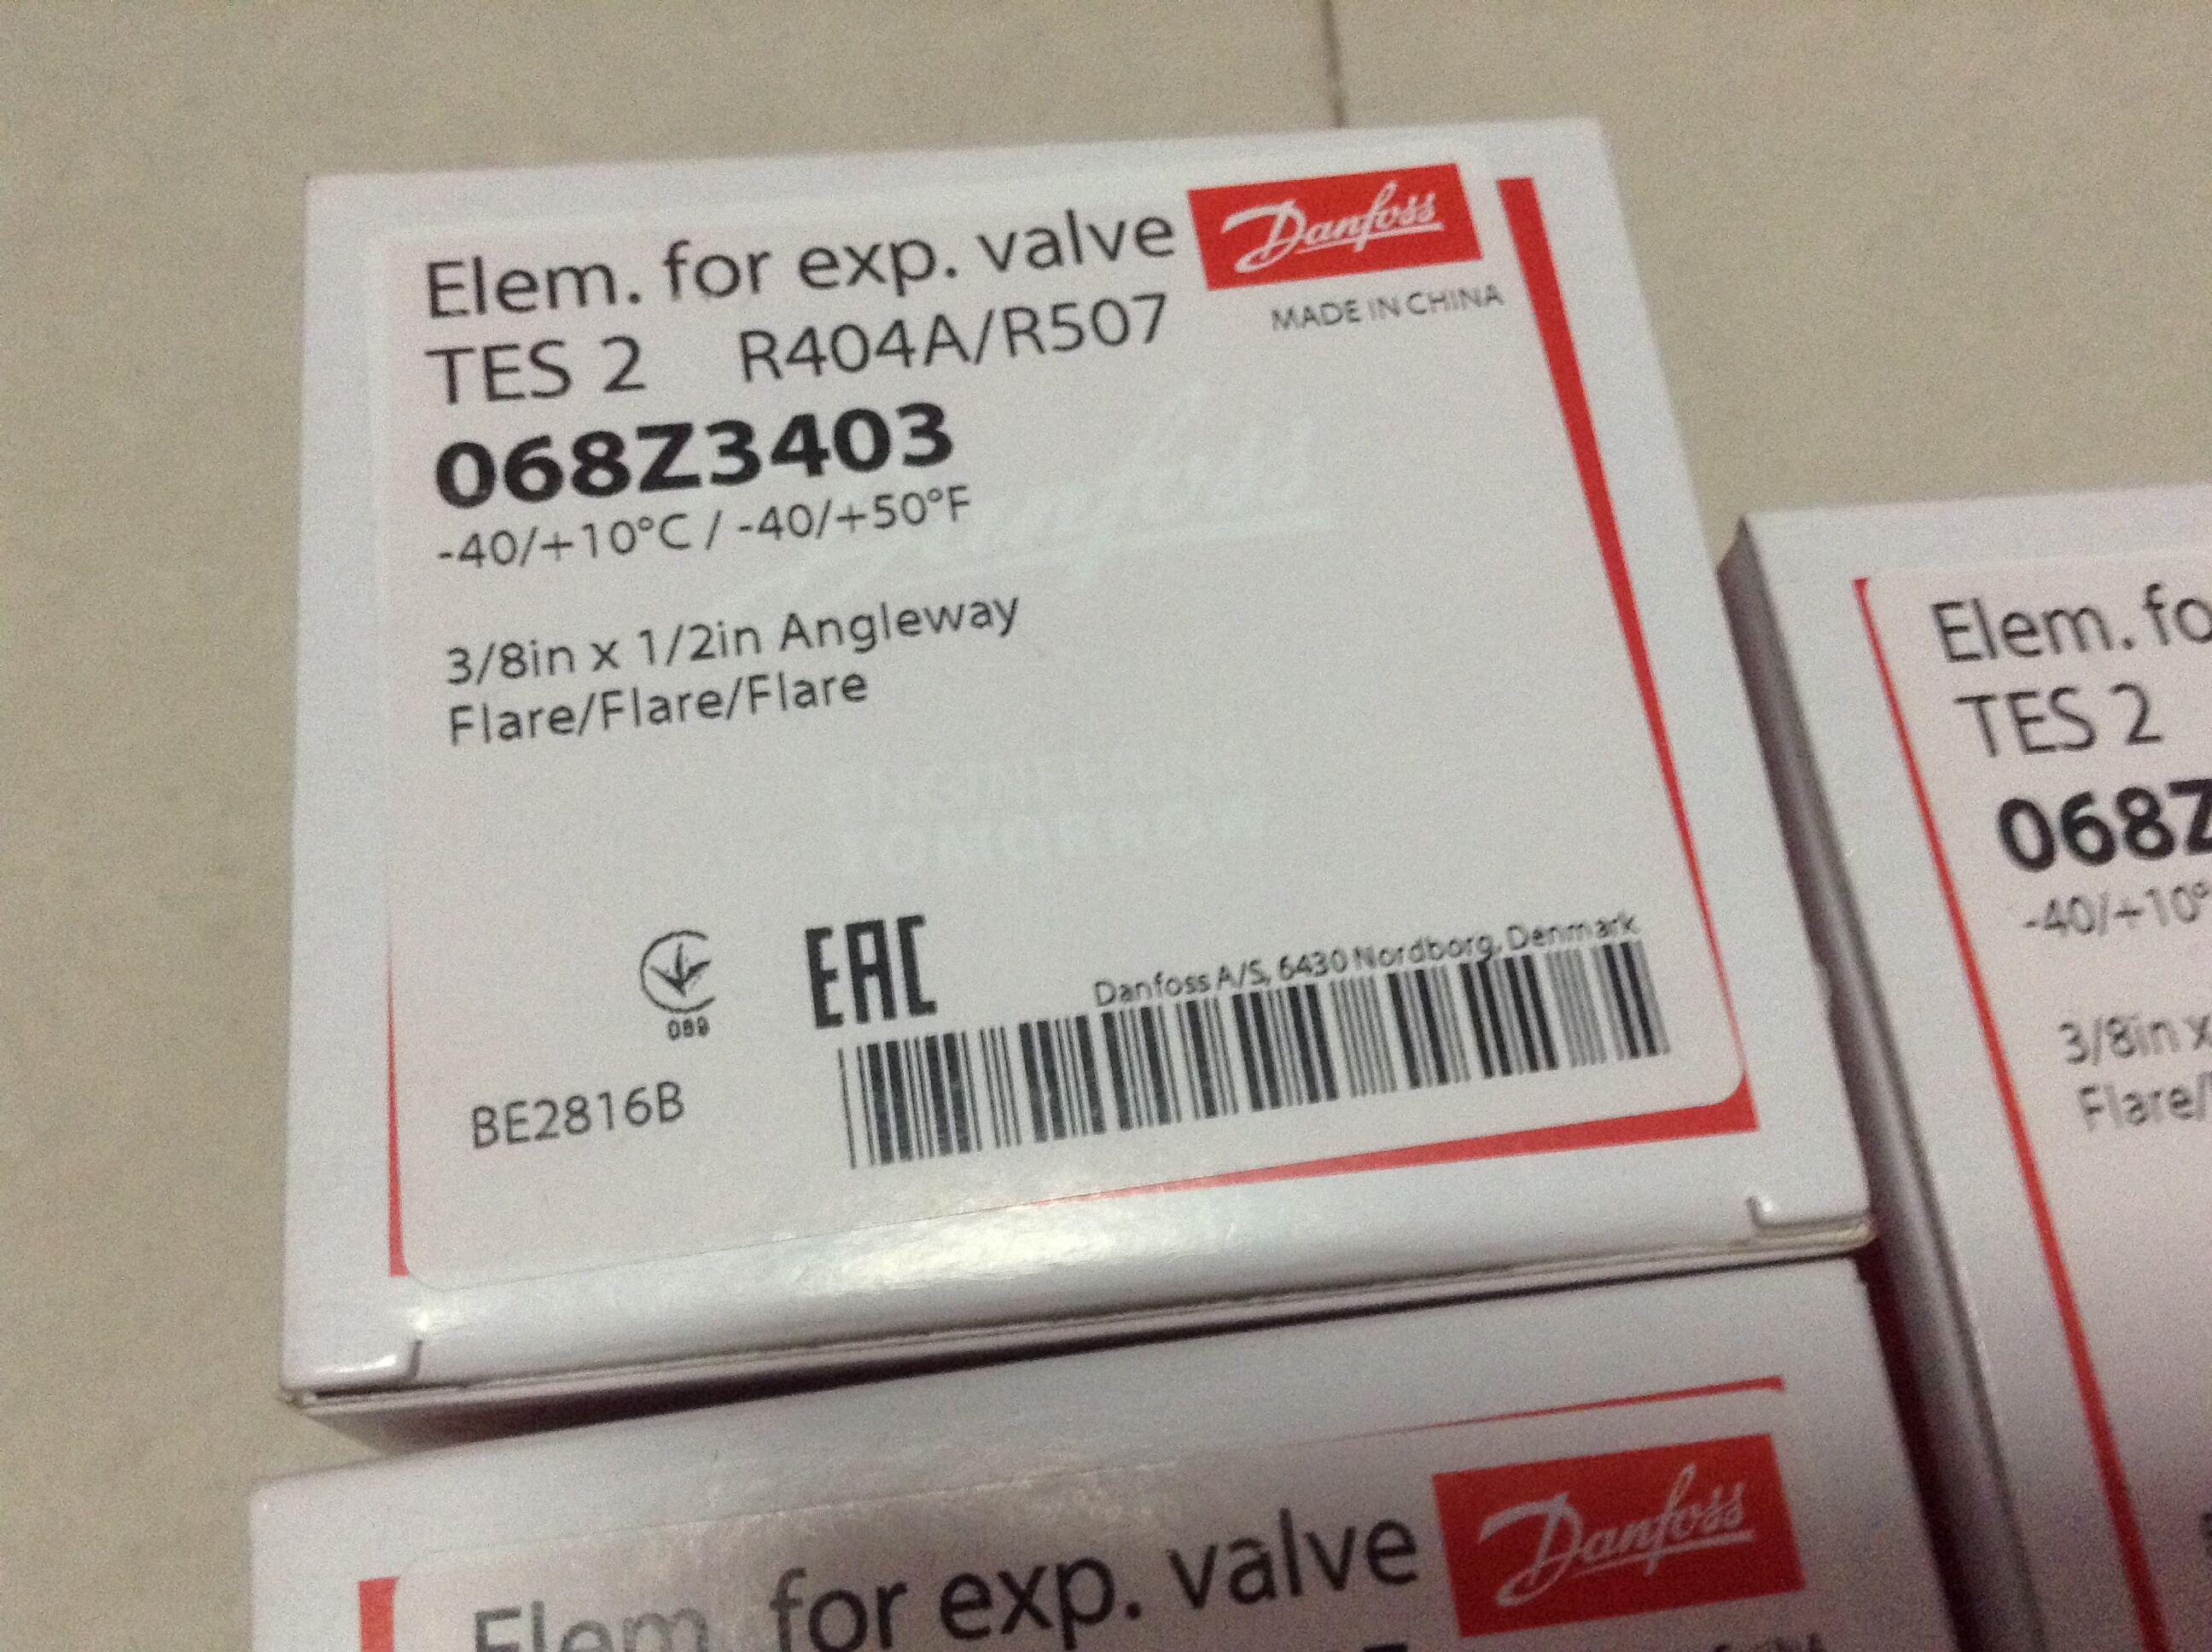 Elem. for exp. valve
Danfoss
MADE IN CHINA
TES 2 R404A/R507
068Z3403
-40/+10°C / -40/+50°F
3/8in x 1/2in Angleway
Flare/Flare/Flare
ENGINEERING
TOMORROW
089
EAC
Danfoss A/S, 6430 Nordborg, Denmark
BE2816B
Elem. fo
TES 2
068Z
-40/+10°
3/8in x
Flare/
Elem. for exp. valve
Danfoss